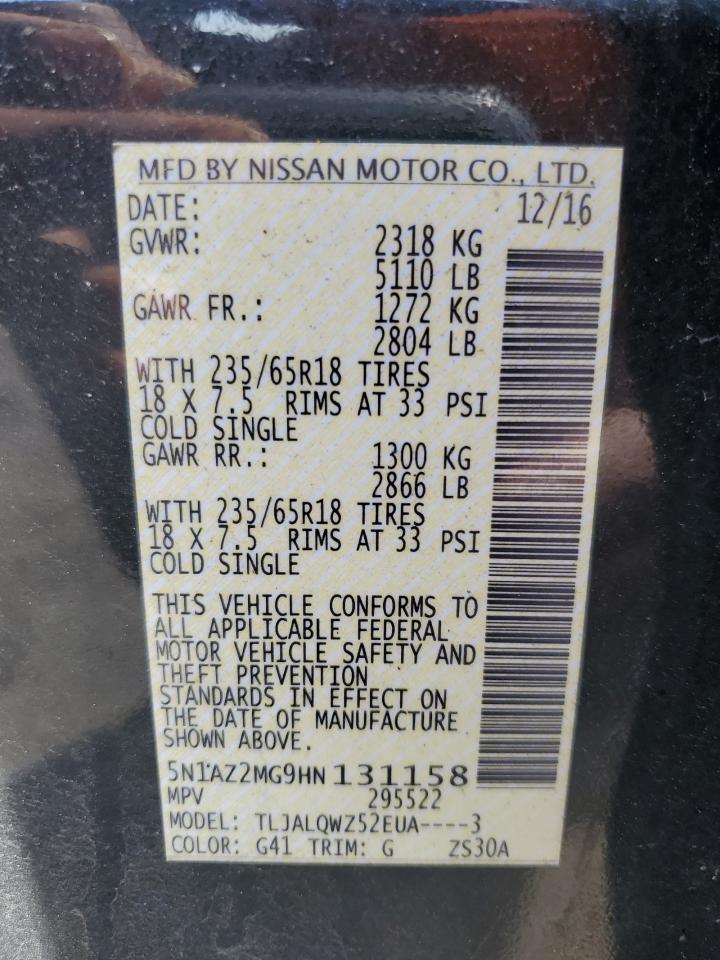 MFD BY NISSAN MOTOR CO., LTD.
DATE: 12/16
GVWR: 2318 KG
5110 LB
GAWR FR.: 1272 KG
2804 LB
WITH 235/65R18 TIRES
18 X 7.5 RIMS AT 33 PSI
COLD SINGLE
GAWR RR.: 1300 KG
2866 LB
WITH 235/65R18 TIRES
18 X 7.5 RIMS AT 33 PSI
COLD SINGLE
THIS VEHICLE CONFORMS TO
ALL APPLICABLE FEDERAL
MOTOR VEHICLE SAFETY AND
THEFT PREVENTION
STANDARDS IN EFFECT ON
THE DATE OF MANUFACTURE
SHOWN ABOVE.
5N1AZ2MG9HN131158
MPV 295522
MODEL: TLJALQWZ52EUA----3
COLOR: G41 TRIM: G ZS30A